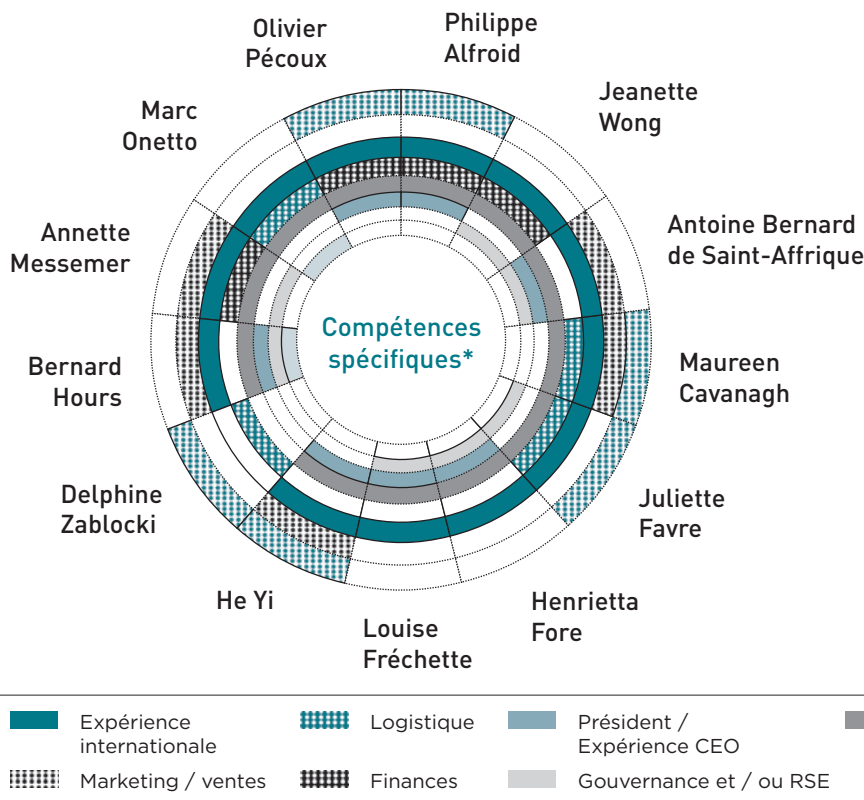 Olivier
Pécoux
Philippe
Alfroid
Marc
Onetto
Jeanette
Wong
Annette
Messemer
Antoine Bernard
de Saint-Affrique
Compétences
spécifiques*
Bernard
Hours
Maureen
Cavanagh
Delphine
Zablocki
Juliette
Favre
He Yi
Henrietta
Fore
Louise
Fréchette
Expérience
internationale
Logistique
Président /
Expérience CEO
Marketing / ventes
Finances
Gouvernance et / ou RSE